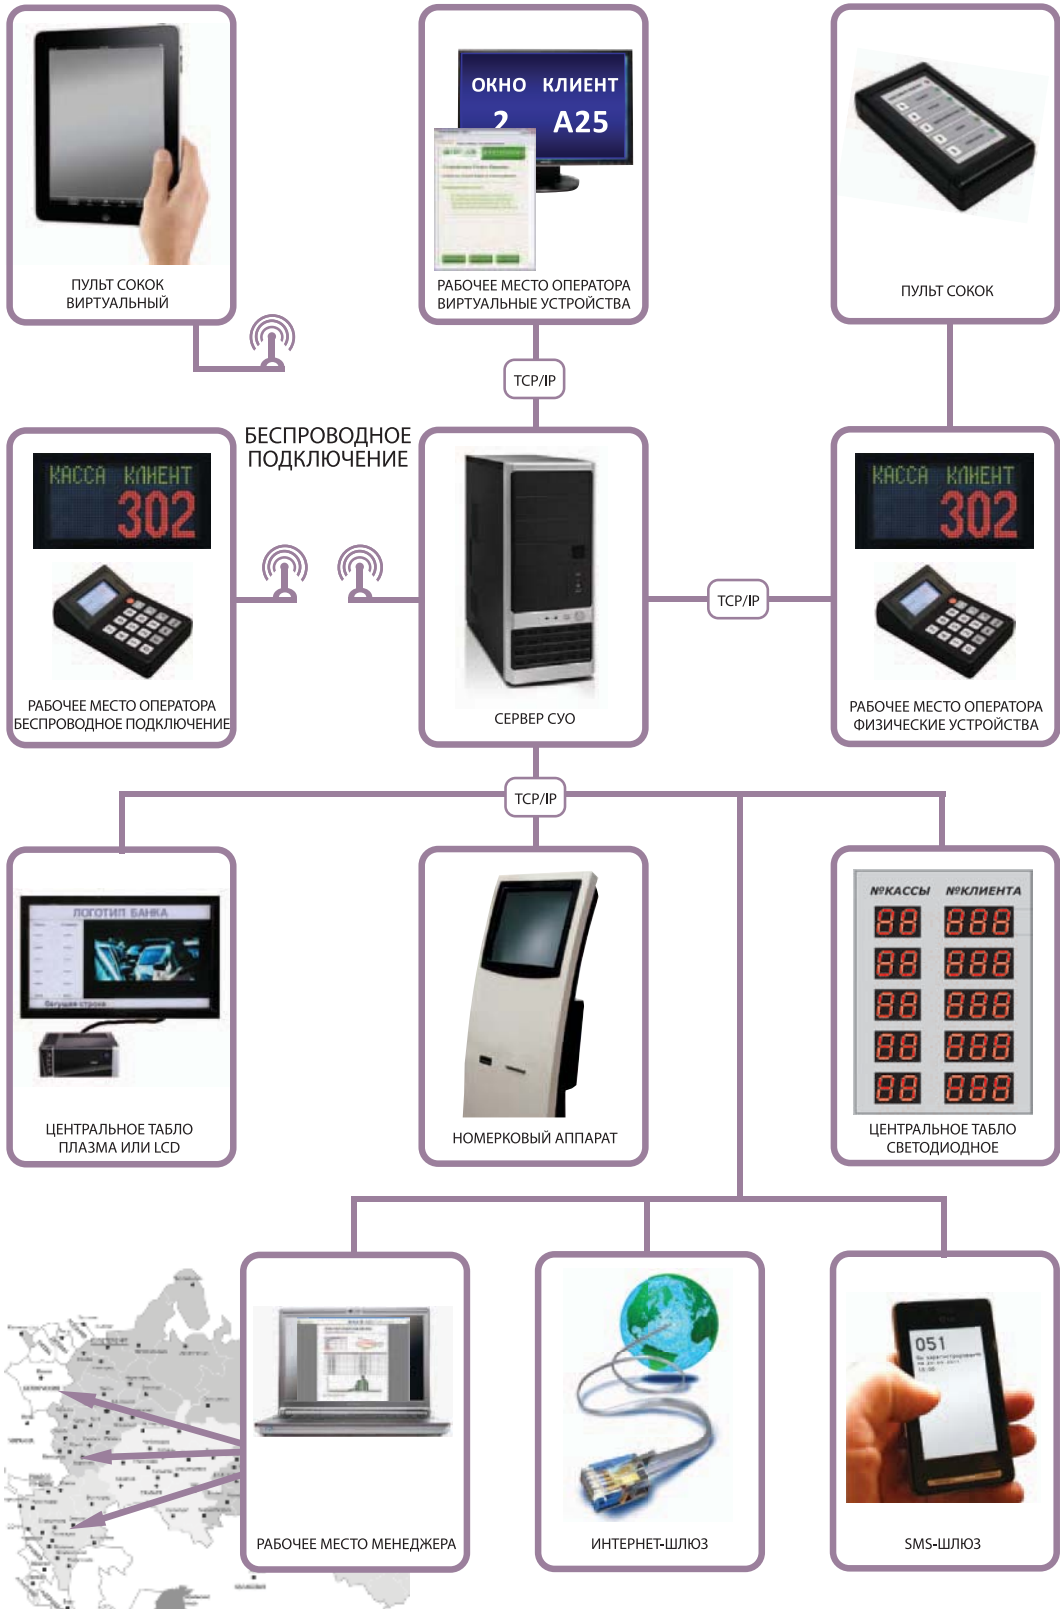 ОКНО КЛИЕНТ
2 А25
ПУЛЬТ СОКОК
ВИРТУАЛЬНЫЙ
РАБОЧЕЕ МЕСТО ОПЕРАТОРА
ВИРТУАЛЬНЫЕ УСТРОЙСТВА
ПУЛЬТ СОКОК
TCP/IP
БЕСПРОВОДНОЕ
ПОДКЛЮЧЕНИЕ
КАССА КЛИЕНТ
302
РАБОЧЕЕ МЕСТО ОПЕРАТОРА
БЕСПРОВОДНОЕ ПОДКЛЮЧЕНИЕ
СЕРВЕР СУО
TCP/IP
КАССА КЛИЕНТ
302
РАБОЧЕЕ МЕСТО ОПЕРАТОРА
ФИЗИЧЕСКИЕ УСТРОЙСТВА
TCP/IP
ЛОГОТИП БАНКА
бегущая строка
ЦЕНТРАЛЬНОЕ ТАБЛО
ПЛАЗМА ИЛИ LCD
НОМЕРКОВЫЙ АППАРАТ
№КАССЫ №КЛИЕНТА
88 888
88 888
88 888
88 888
88 888
ЦЕНТРАЛЬНОЕ ТАБЛО
СВЕТОДИОДНОЕ
РАБОЧЕЕ МЕСТО МЕНЕДЖЕРА
ИНТЕРНЕТ-ШЛЮЗ
051
SMS-ШЛЮЗ